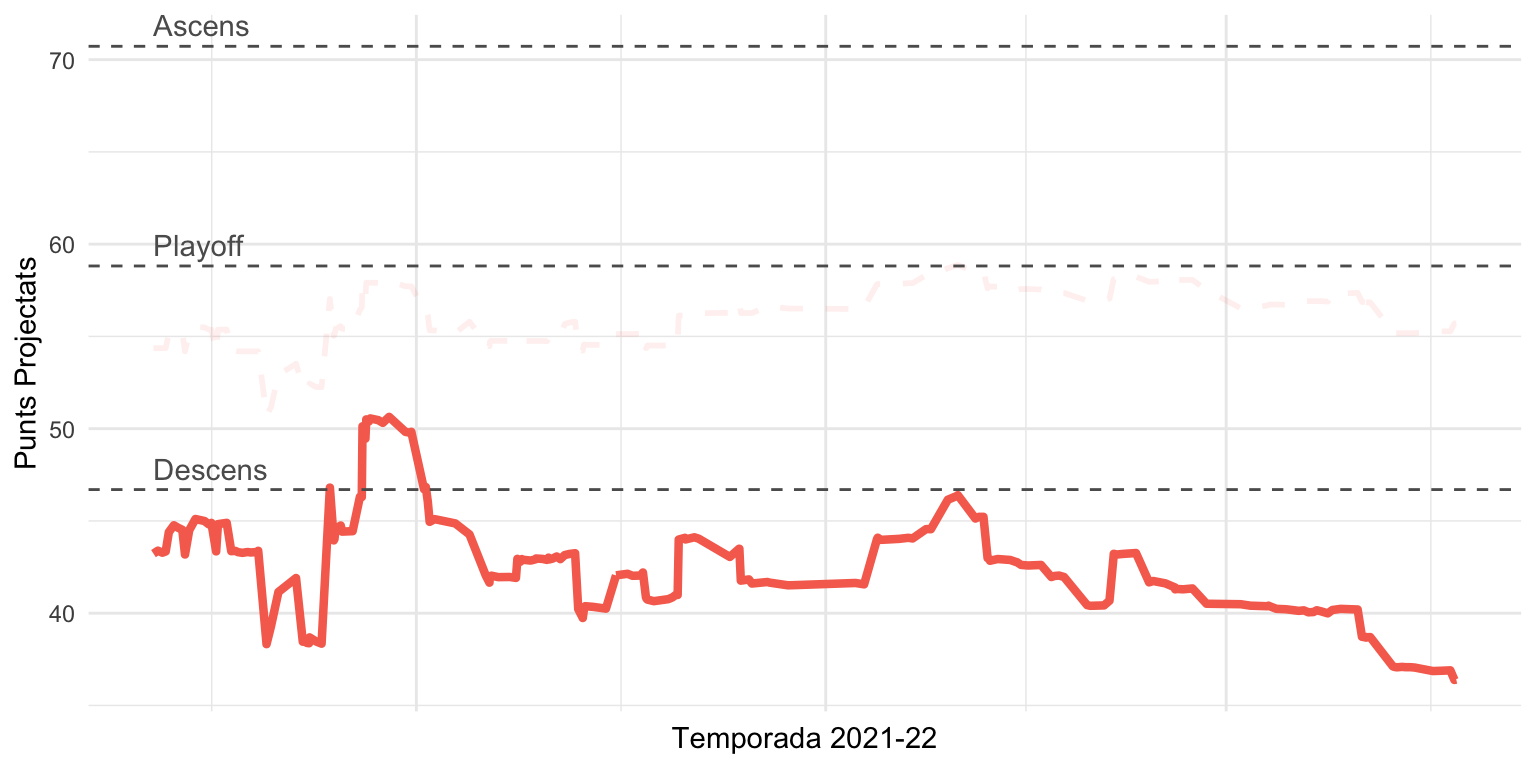 Ascens
70
60
Playoff
50
Descens
40
Punts Projectats
Temporada 2021-22